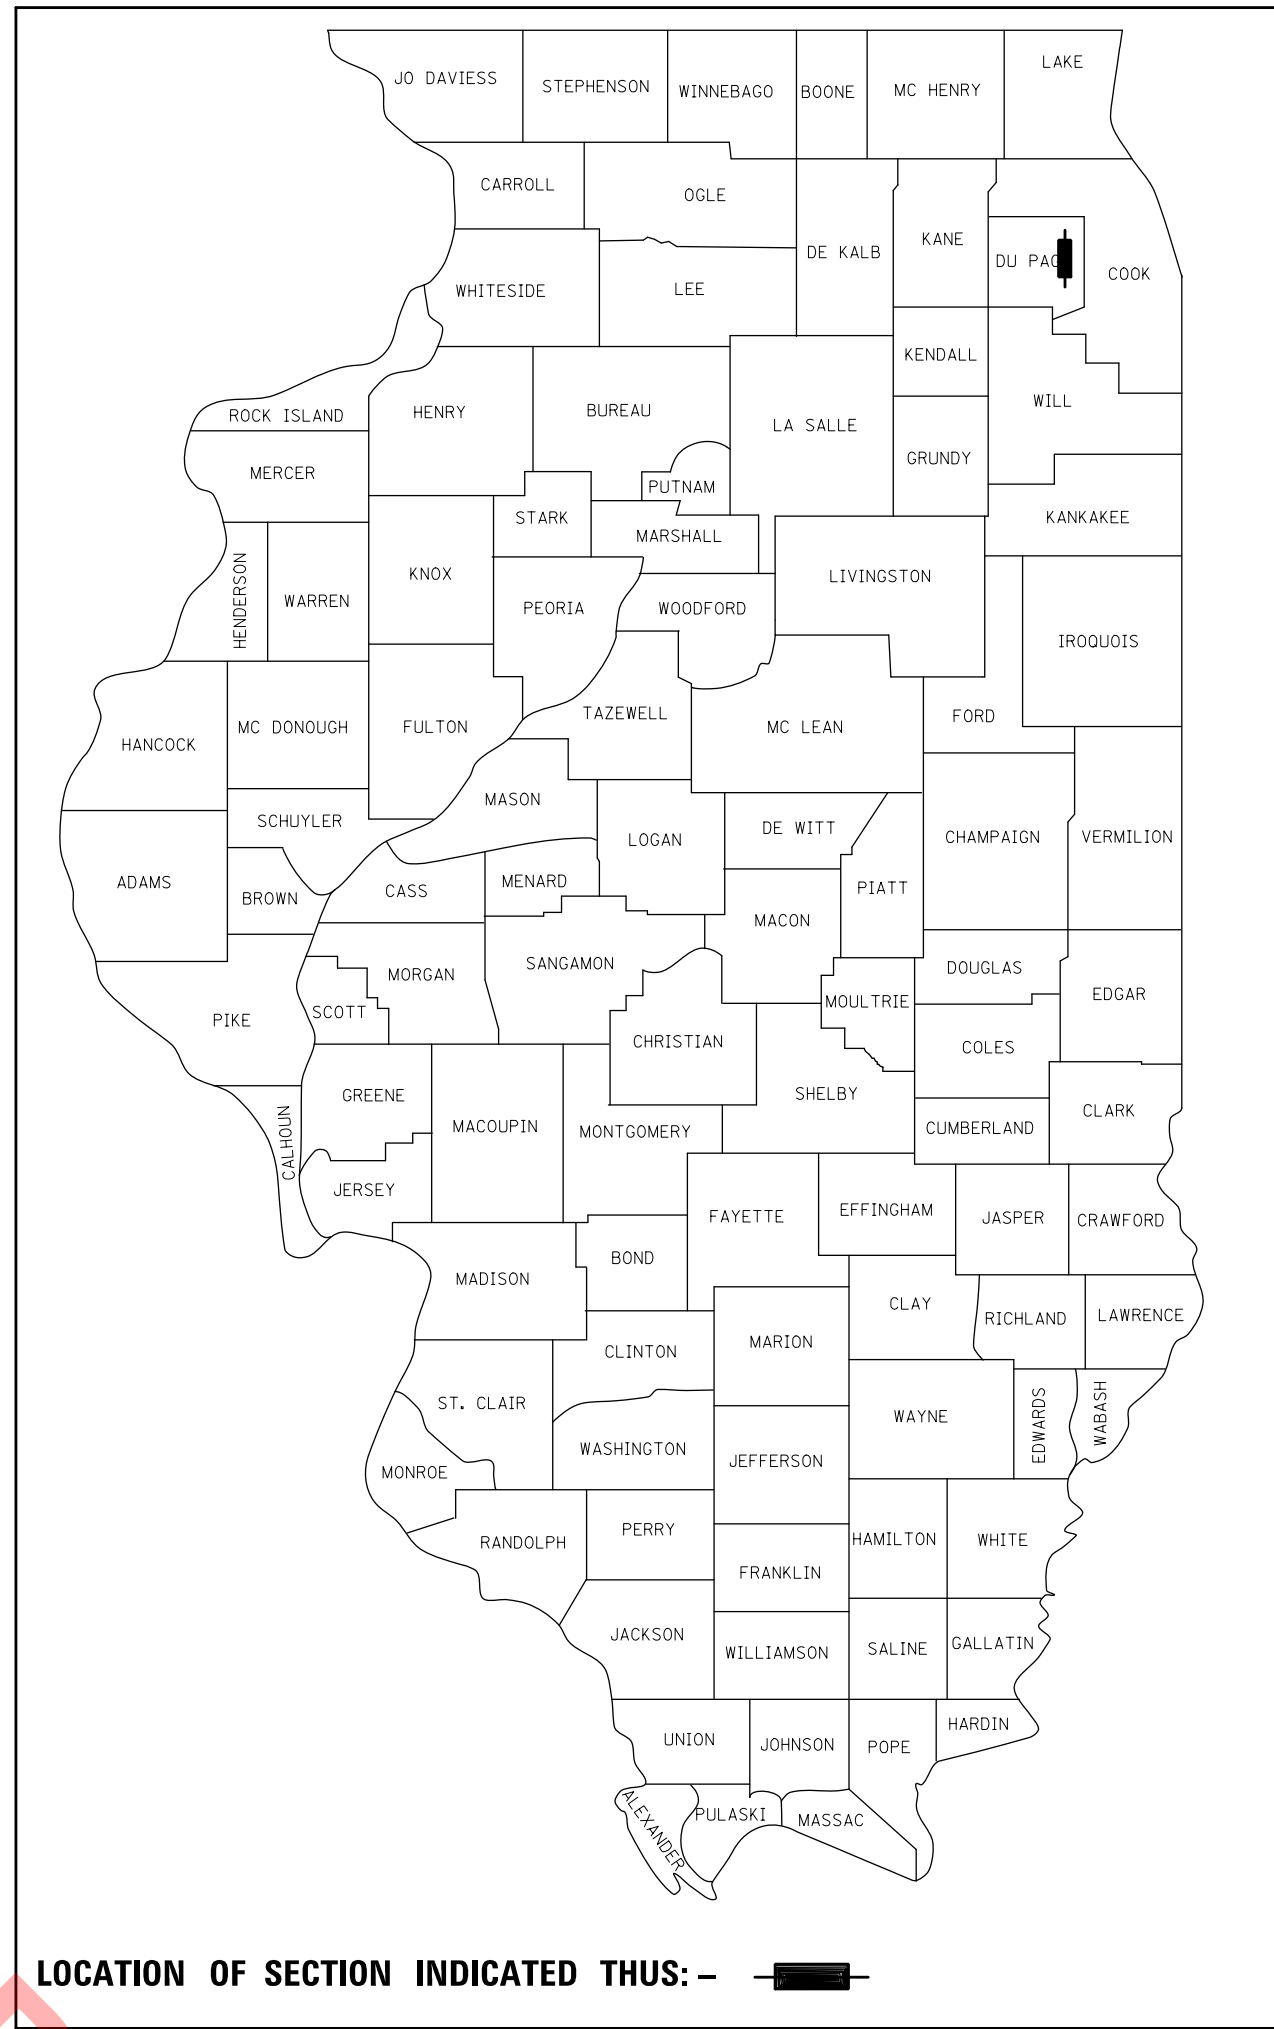 LAKE
JO DAVIESS
STEPHENSON
WINNEBAGO
BOONE
MC HENRY
CARROLL
OGLE
DE KALB
KANE
DU PAG
COOK
WHITESIDE
LEE
KENDALL
ROCK ISLAND
HENRY
BUREAU
LA SALLE
WILL
MERCER
PUTNAM
GRUNDY
STARK
MARSHALL
KANKAKEE
HENDERSON
WARREN
KNOX
PEORIA
WOODFORD
LIVINGSTON
IROQUOIS
HANCOCK
MC DONOUGH
FULTON
TAZEWELL
MC LEAN
FORD
SCHUYLER
MASON
LOGAN
DE WITT
CHAMPAIGN
VERMILION
ADAMS
BROWN
CASS
MENARD
PIATT
MACON
MORGAN
SANGAMON
DOUGLAS
EDGAR
PIKE
SCOTT
CHRISTIAN
MOULTRIE
COLES
GREENE
SHELBY
CALHOUN
MACOUPIN
MONTGOMERY
CUMBERLAND
CLARK
JERSEY
FAYETTE
EFFINGHAM
JASPER
CRAWFORD
MADISON
BOND
CLAY
RICHLAND
LAWRENCE
CLINTON
MARION
ST. CLAIR
WAYNE
EDWARDS
WABASH
MONROE
WASHINGTON
JEFFERSON
RANDOLPH
PERRY
HAMILTON
WHITE
FRANKLIN
JACKSON
WILLIAMSON
SALINE
GALLATIN
UNION
JOHNSON
POPE
HARDIN
ALEXANDER
PULASKI
MASSAC
LOCATION OF SECTION INDICATED THUS: –